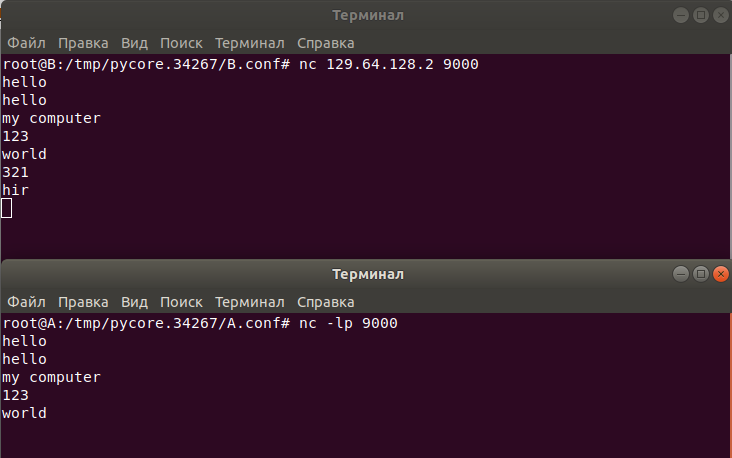 Терминал
Файл Правка Вид Поиск Терминал Справка
root@B:/tmp/pycore.34267/B.conf# nc 129.64.128.2 9000
hello
hello
my computer
123
world
321
hir
Терминал
Файл Правка Вид Поиск Терминал Справка
root@A:/tmp/pycore.34267/A.conf# nc -lp 9000
hello
hello
my computer
123
world